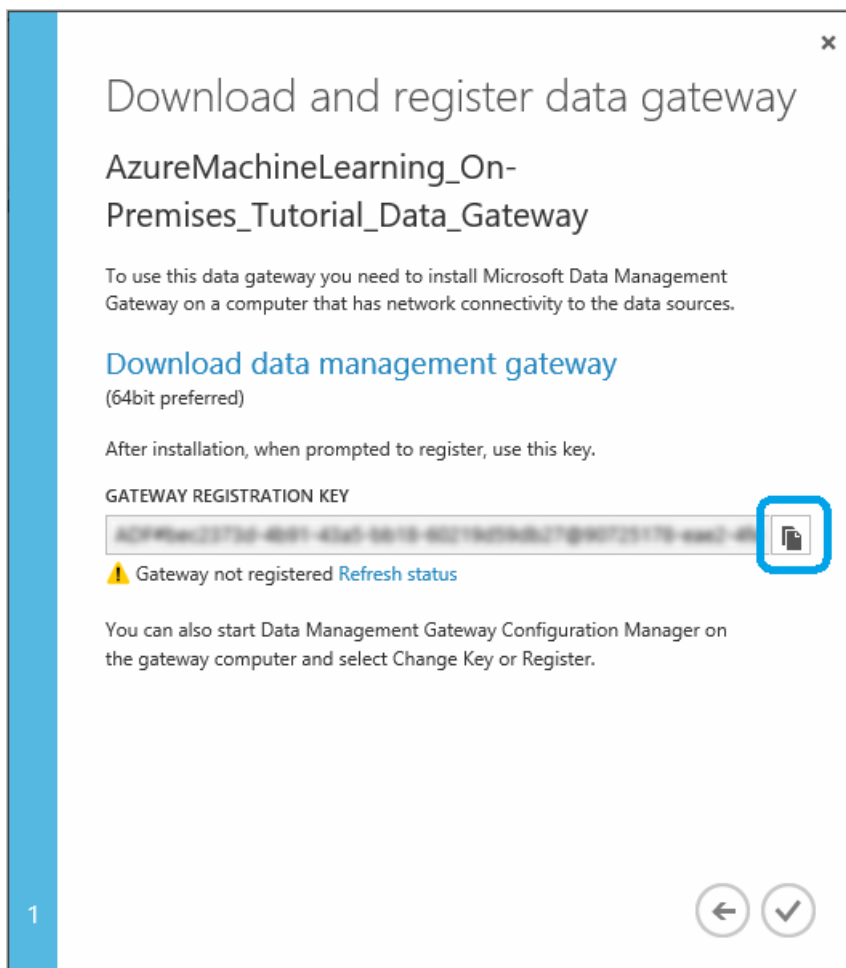 Download and register data gateway
AzureMachineLearning_On-
Premises_Tutorial_Data_Gateway
To use this data gateway you need to install Microsoft Data Management
Gateway on a computer that has network connectivity to the data sources.
Download data management gateway
(64bit preferred)
After installation, when prompted to register, use this key.
GATEWAY REGISTRATION KEY
Gateway not registered Refresh status
You can also start Data Management Gateway Configuration Manager on
the gateway computer and select Change Key or Register.
1